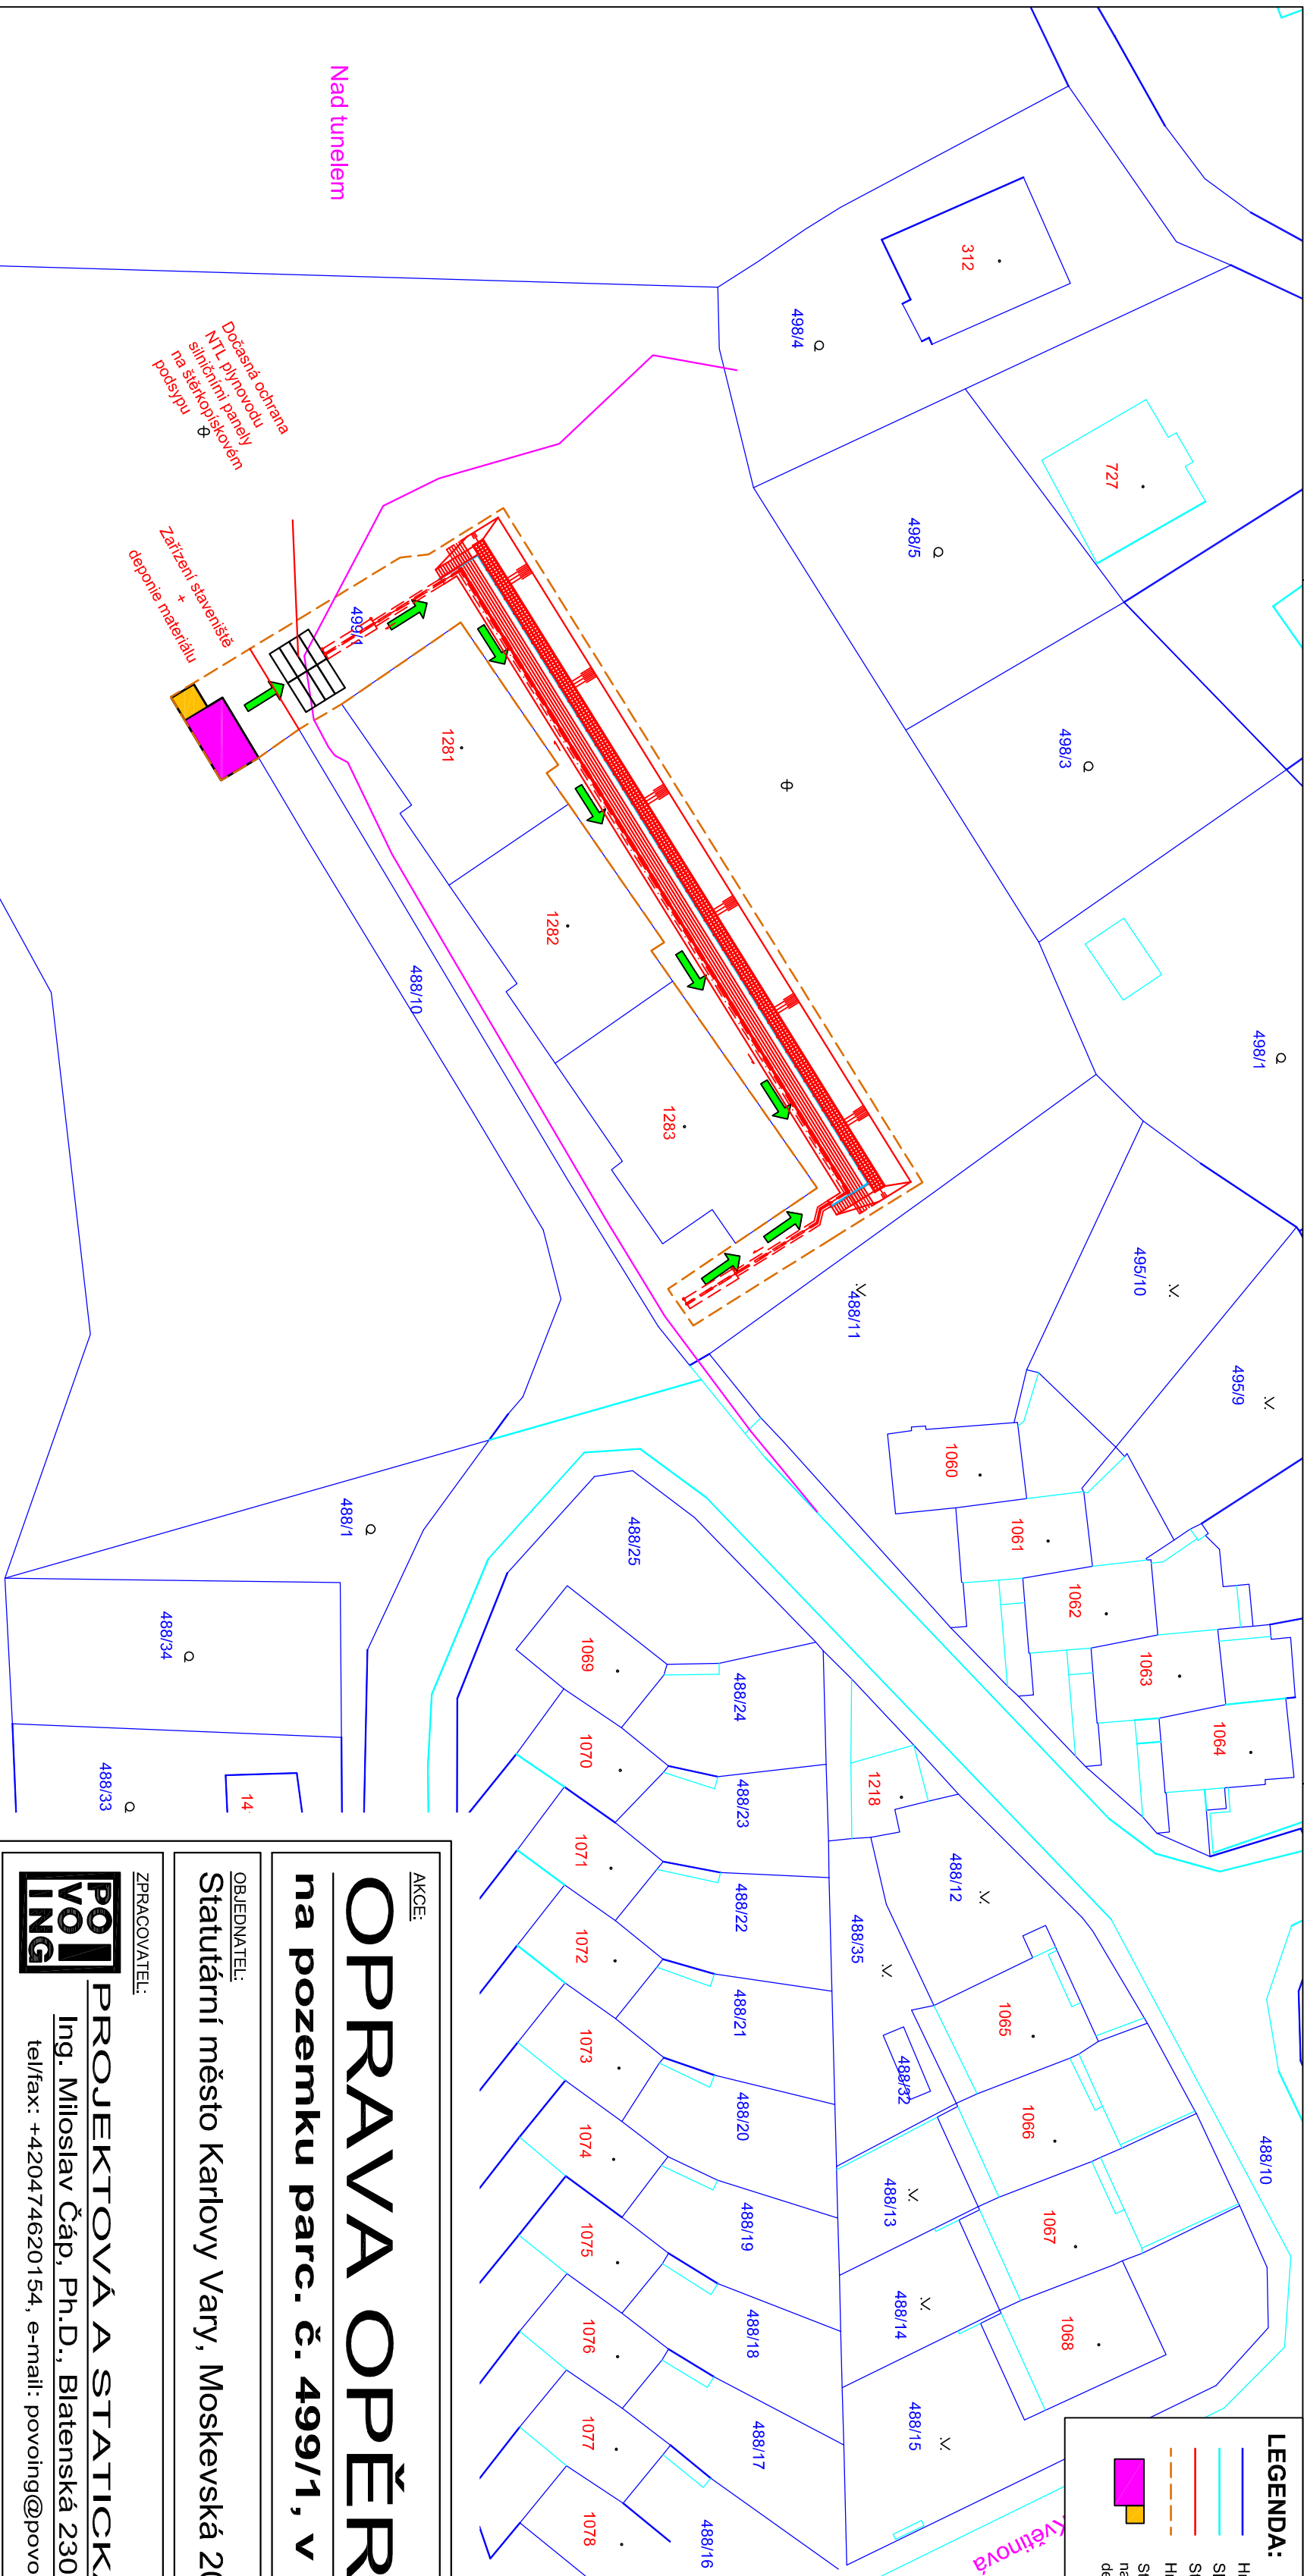 Nad tunelem
312
498/4
727
498/5
498/3
498/1
Dočasná ochrana
NTL plynovodu
silničními panely
na štěrkopískovém
podsypu
Zařízení staveniště
+
deponie materiálu
499/1
1281
1282
1283
488/10
488/11
495/10
495/9
1060
1061
1062
1063
1064
488/1
488/34
488/33
14
488/25
1069
1070
1071
1072
1073
1074
1075
1076
1077
1078
488/24
488/23
488/22
488/21
488/20
488/19
488/18
488/17
488/16
1218
488/12
488/35
488/32
488/13
488/14
488/15
1065
1066
1067
1068
488/10
Květinová
LEGENDA:
AKCE:
OPRAVA OPĚR
na pozemku parc. č. 499/1, v
OBJEDNATEL:
Statutární město Karlovy Vary, Moskevská 20
ZPRACOVATEL:
POVOING
PROJEKTOVÁ A STATICKÁ
Ing. Miloslav Čáp, Ph.D., Blatenská 230
tel/fax: +420474620154, e-mail: povoing@povo